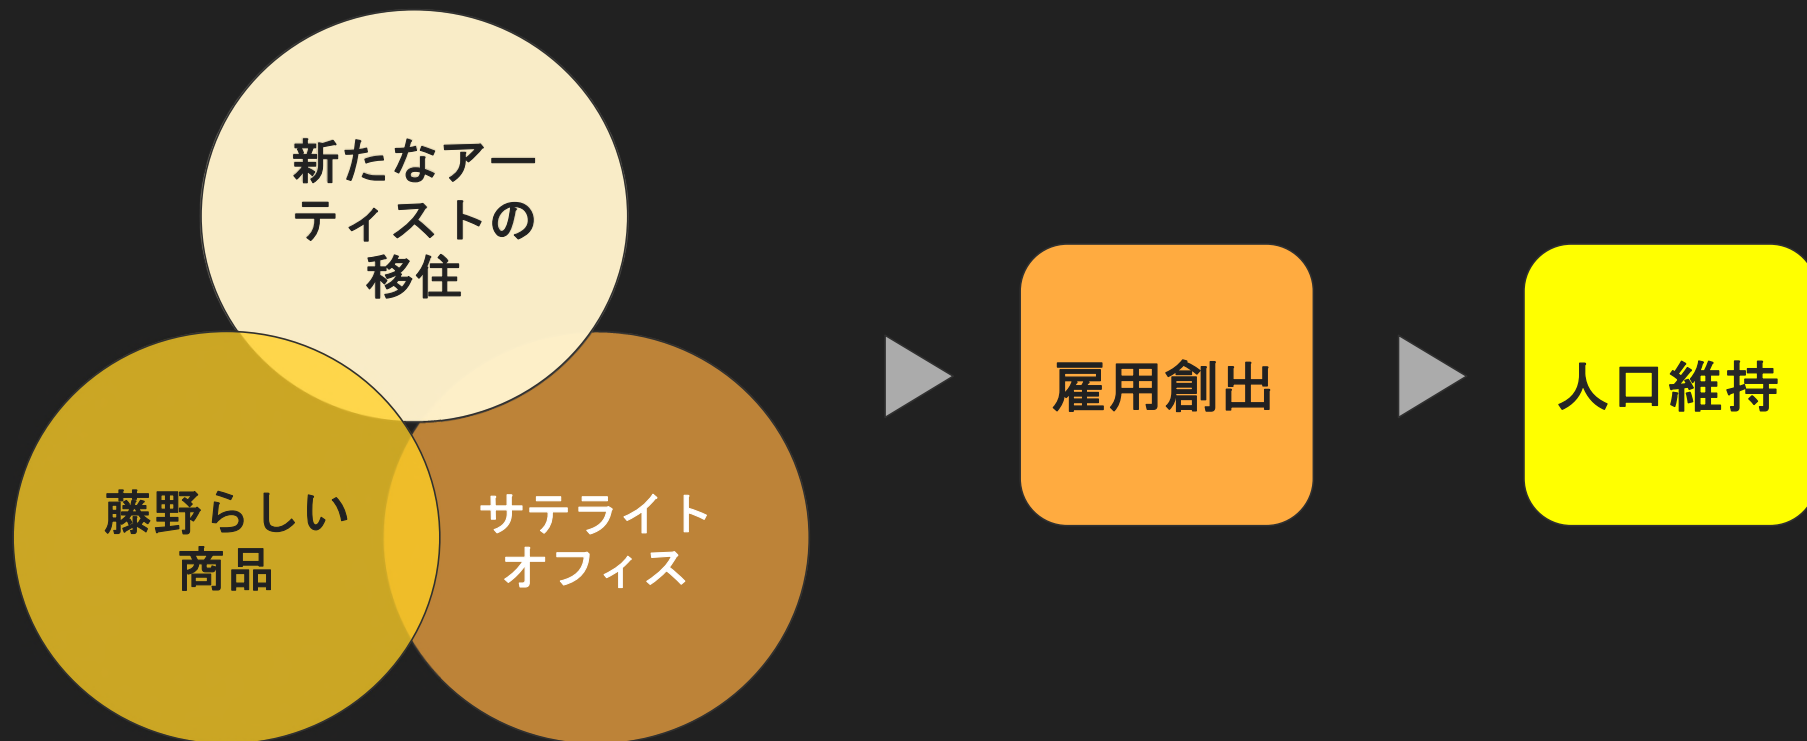 新たなアー
ティストの
移住
藤野らしい
商品
サテライト
オフィス
雇用創出
人口維持